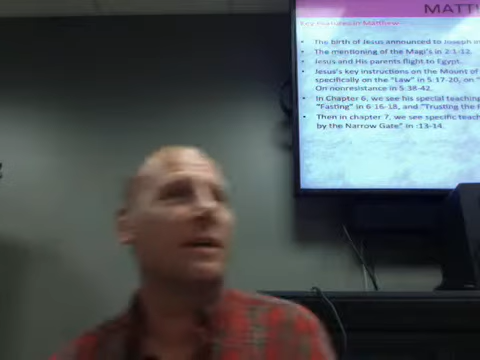 MATT
Key Features in Matthew
• The birth of Jesus announced to Joseph
• The mentioning of the Magi's in 2:1-12.
• Jesus and His parents flight to Egypt.
• Jesus's key instructions on the Mount of
specifically on the "Law" in 5:17-20, on "
On nonresistance in 5:38-42.
• In Chapter 6, we see his special teaching
"Fasting" in 6:16-18, and "Trusting the
• Then in chapter 7, we see specific teach
by the Narrow Gate" in :13-14.